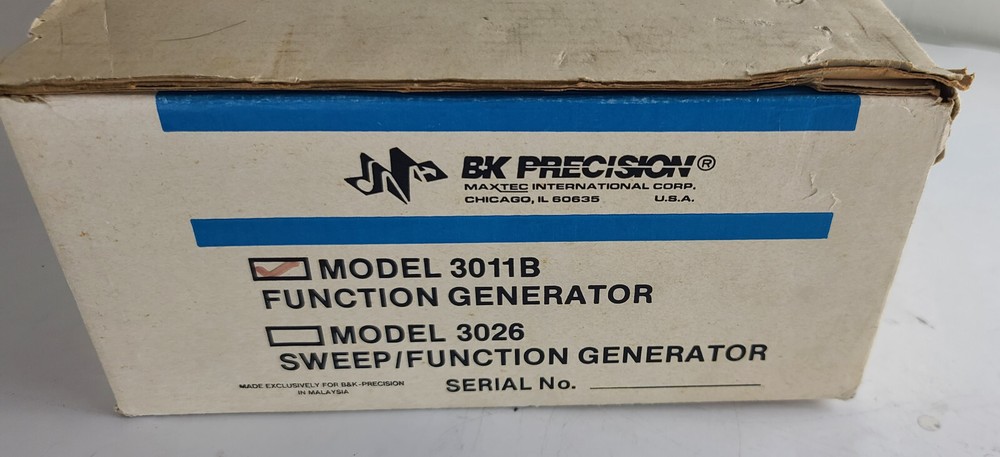 B&K PRECISION®
MAXTEC INTERNATIONAL CORP.
CHICAGO, IL 60635 U.S.A.
MODEL 3011B
FUNCTION GENERATOR
MODEL 3026
SWEEP/FUNCTION GENERATOR
MADE EXCLUSIVELY FOR B&K-PRECISION
IN MALAYSIA
SERIAL No.